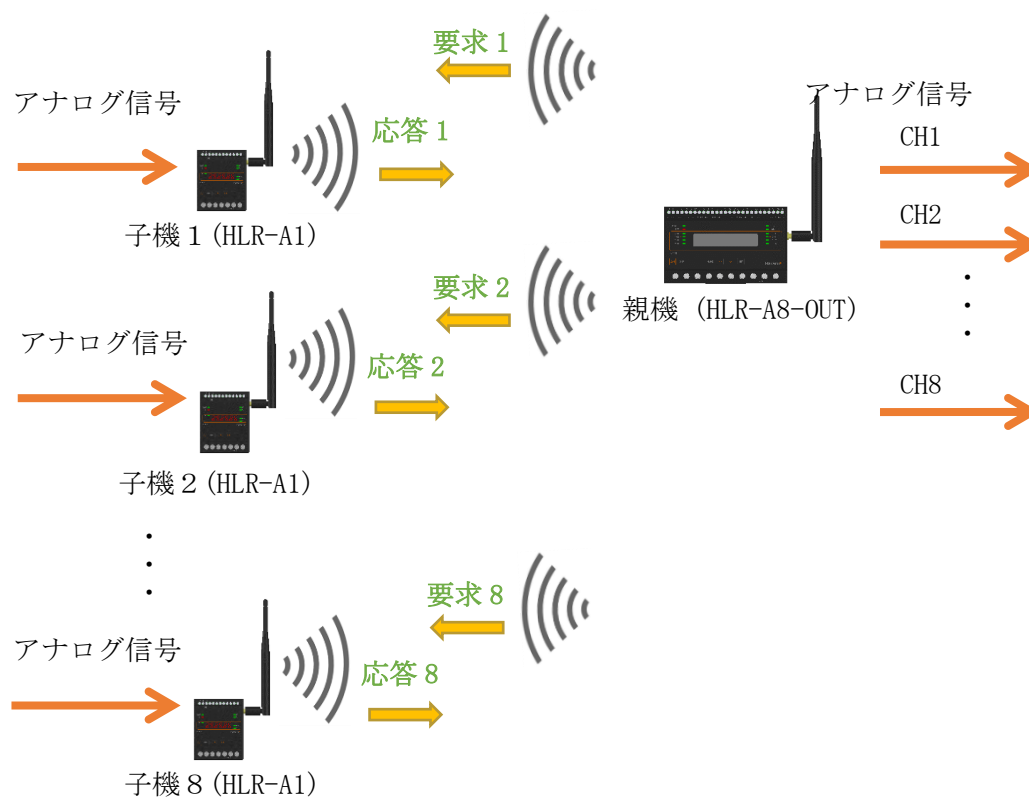 要求１
アナログ信号
アナログ信号
応答１
CH1
子機１(HLR-A1)
CH2
要求２
親機 (HLR-A8-OUT)
アナログ信号
応答２
CH8
子機２(HLR-A1)
要求８
アナログ信号
応答８
子機８(HLR-A1)